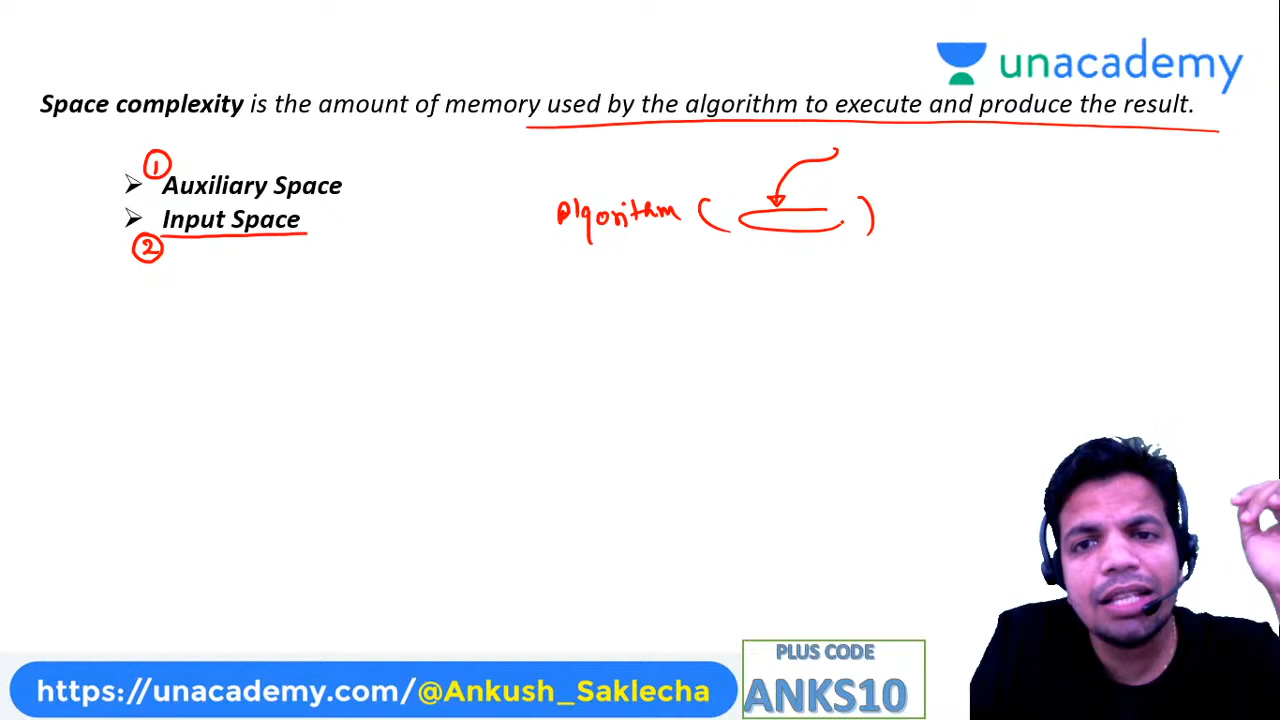 unacademy
Space complexity is the amount of memory used by the algorithm to execute and produce the result.
1
Auxiliary Space
Input Space
2
Algorithm ( )
https://unacademy.com/@Ankush_Saklecha
PLUS CODE
ANKS10